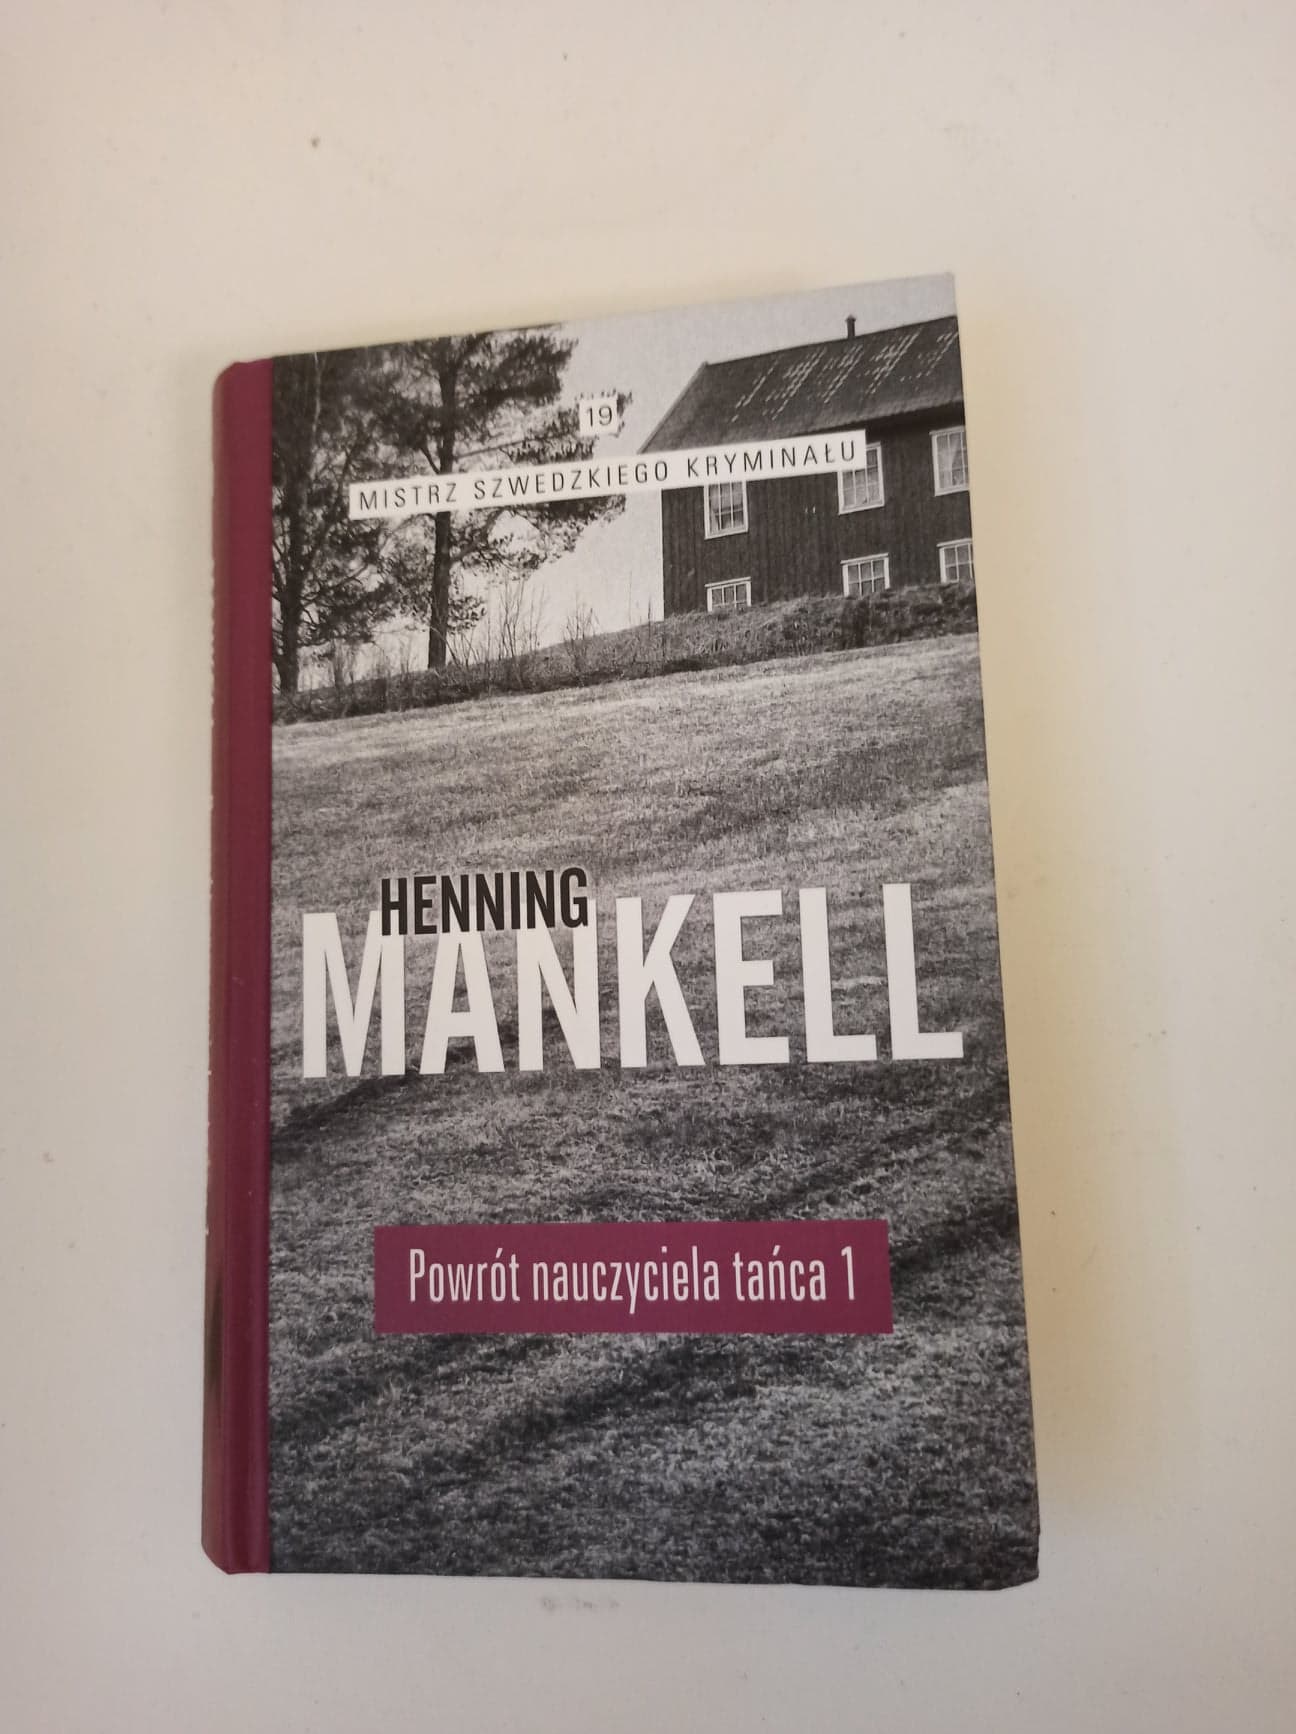 19
MISTRZ SZWEDZKIEGO KRYMINAŁU
HENNING
MANKELL
Powrót nauczyciela tańca 1